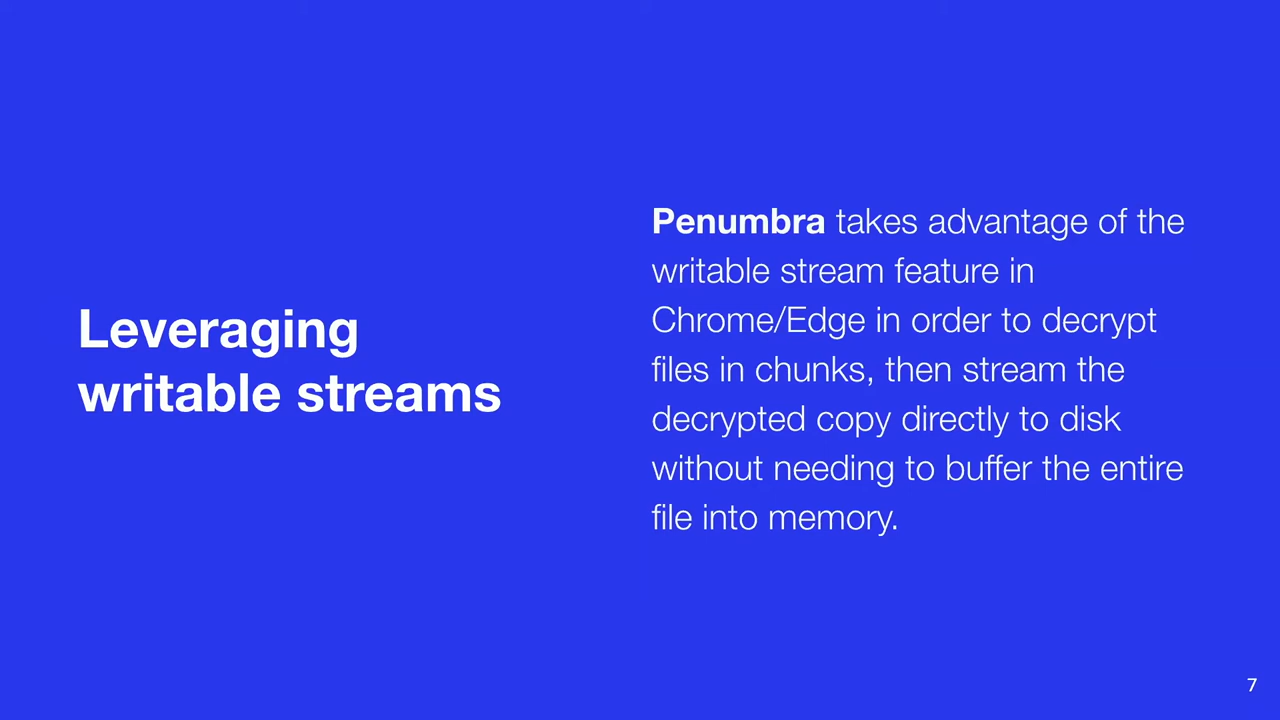 Leveraging
writable streams
Penumbra takes advantage of the
writable stream feature in
Chrome/Edge in order to decrypt
files in chunks, then stream the
decrypted copy directly to disk
without needing to buffer the entire
file into memory.
7